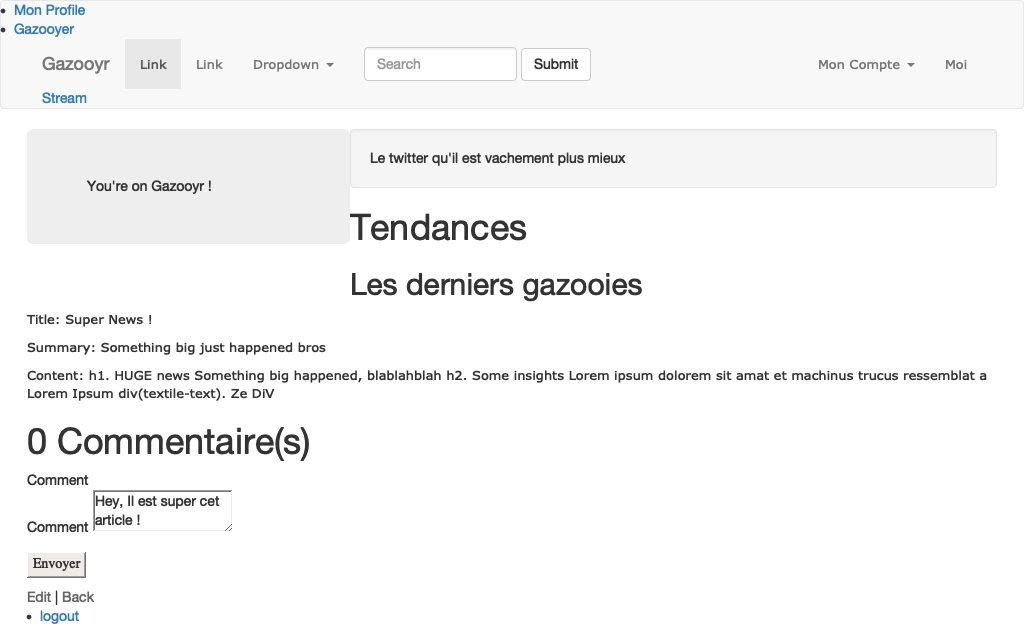 Mon Profile
Gazooyer
Gazooyr Link Link Dropdown Search Submit Mon Compte Moi
Stream
You're on Gazooyr !
Le twitter qu'il est vachement plus mieux
Tendances
Les derniers gazooies
Title: Super News !
Summary: Something big just happened bros
Content: h1. HUGE news Something big happened, blablahblah h2. Some insights Lorem ipsum dolorem sit amat et machinus trucus ressemblat a
Lorem Ipsum div(textile-text). Ze DiV
0 Commentaire(s)
Comment
Hey, Il est super cet
article !
Comment
Envoyer
Edit | Back
logout